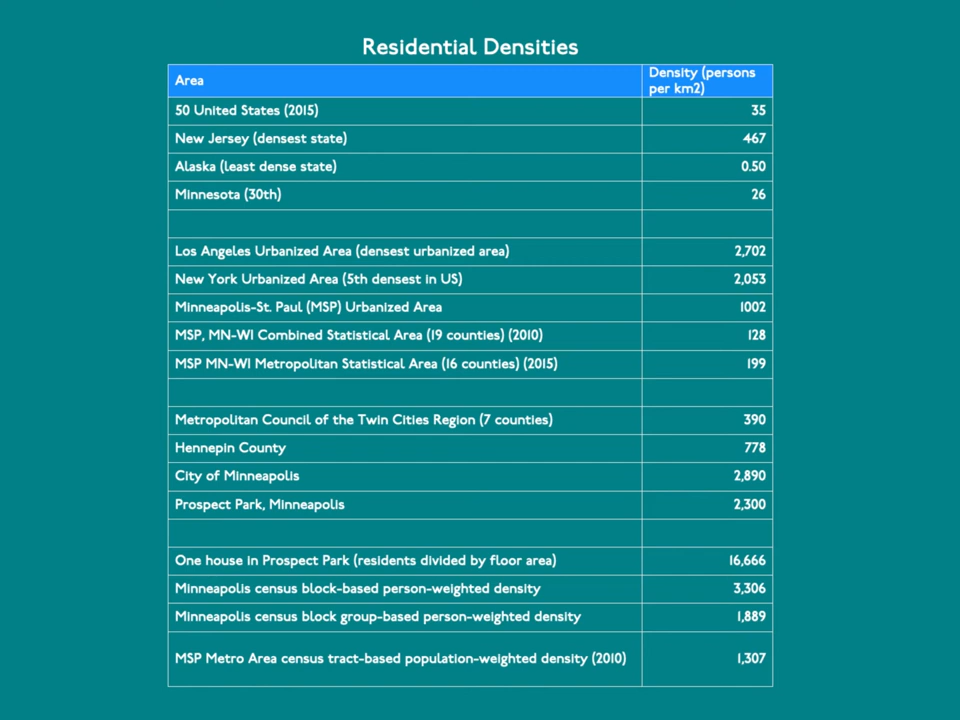 Residential Densities
Area
Density (persons
per km2)
50 United States (2015)
35
New Jersey (densest state)
467
Alaska (least dense state)
0.50
Minnesota (30th)
26
Los Angeles Urbanized Area (densest urbanized area)
2,702
New York Urbanized Area (5th densest in US)
2,053
Minneapolis-St. Paul (MSP) Urbanized Area
1002
MSP, MN-WI Combined Statistical Area (19 counties) (2010)
128
MSP MN-WI Metropolitan Statistical Area (16 counties) (2015)
199
Metropolitan Council of the Twin Cities Region (7 counties)
390
Hennepin County
778
City of Minneapolis
2,890
Prospect Park, Minneapolis
2,300
One house in Prospect Park (residents divided by floor area)
16,666
Minneapolis census block-based person-weighted density
3,306
Minneapolis census block group-based person-weighted density
1,889
MSP Metro Area census tract-based population-weighted density (2010)
1,307